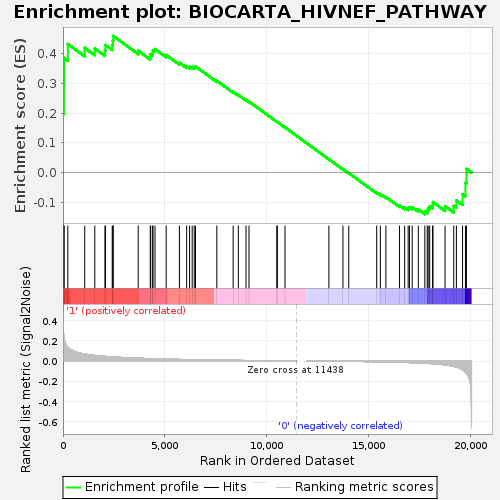 Enrichment plot: BIOCARTA_HIVNEF_PATHWAY
Enrichment score (ES)
0.4
0.3
0.2
0.1
0.0
-0.1
'1' (positively correlated)
Ranked list metric (Signal2Noise)
0.4
0.2
0.0
-0.2
-0.4
-0.6
Zero cross at 11438
'0' (negatively correlated)
0
5,000
10,000
15,000
20,000
Rank in Ordered Dataset
Enrichment profile
Hits
Ranking metric scores